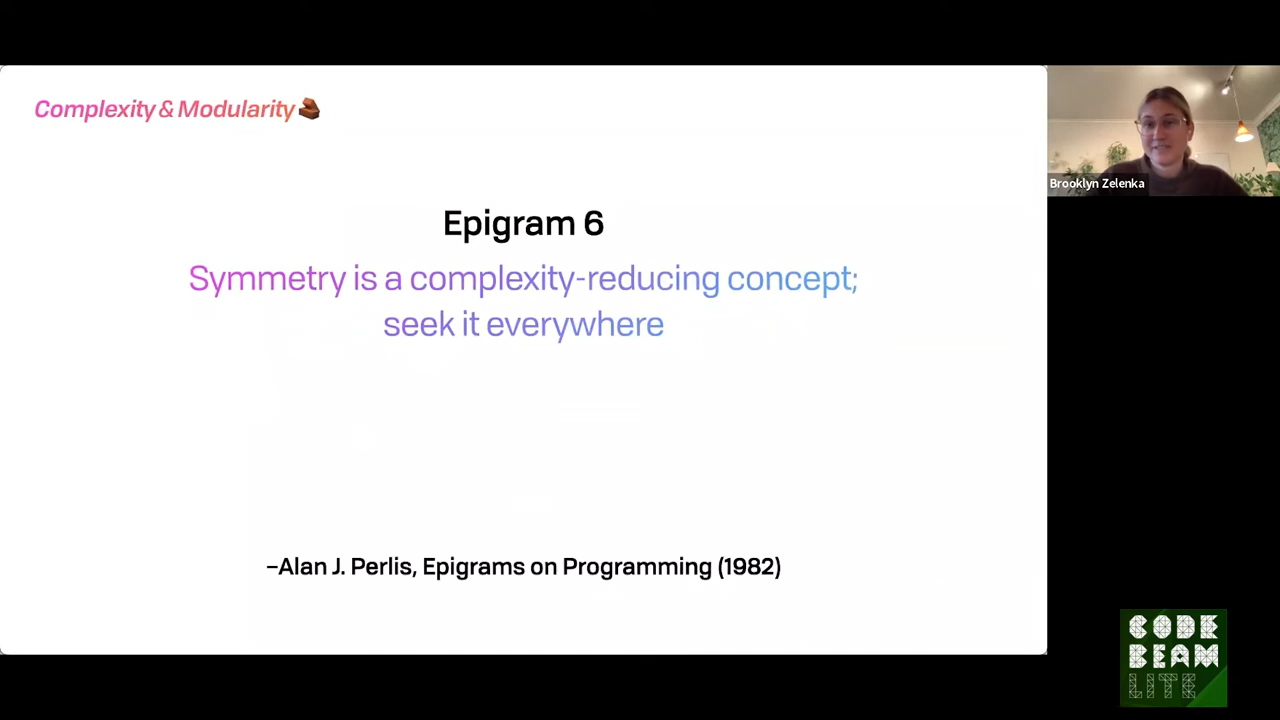 Complexity & Modularity
Brooklyn Zelenka
Epigram 6
Symmetry is a complexity-reducing concept;
seek it everywhere
–Alan J. Perlis, Epigrams on Programming (1982)
CODE
BEAM
LITE